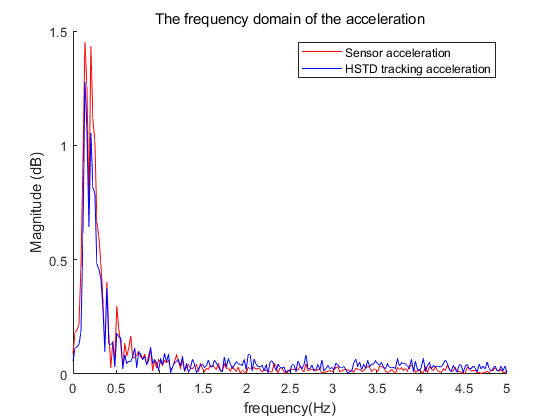 The frequency domain of the acceleration
Sensor acceleration
HSTD tracking acceleration
Magnitude (dB)
1.5
1
0.5
0
0 0.5 1 1.5 2 2.5 3 3.5 4 4.5 5
frequency(Hz)